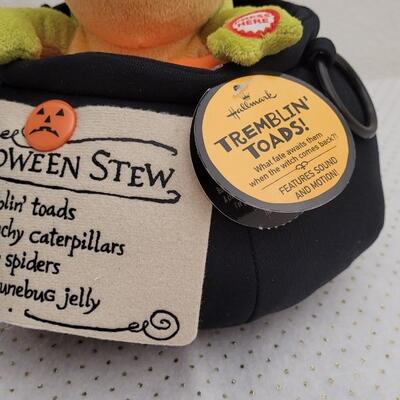 PRESS HERE
Hallmark
TREMBLIN'
TOADS!
What fate awaits them
when the witch comes back?!
FEATURES SOUND
AND MOTION!
OWEEN STEW
blin' toads
chy caterpillars
spiders
unebug jelly